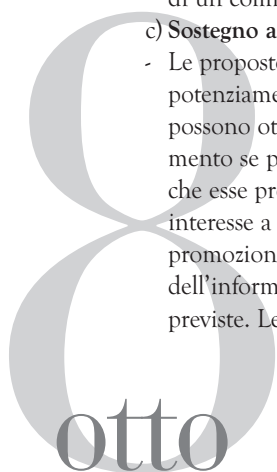 di un com
c) Sostegno a
- Le propost
potenziame
possono ot
mento se p
che esse pr
interesse a
promozion
dell'inform
previste. Le
8
otto